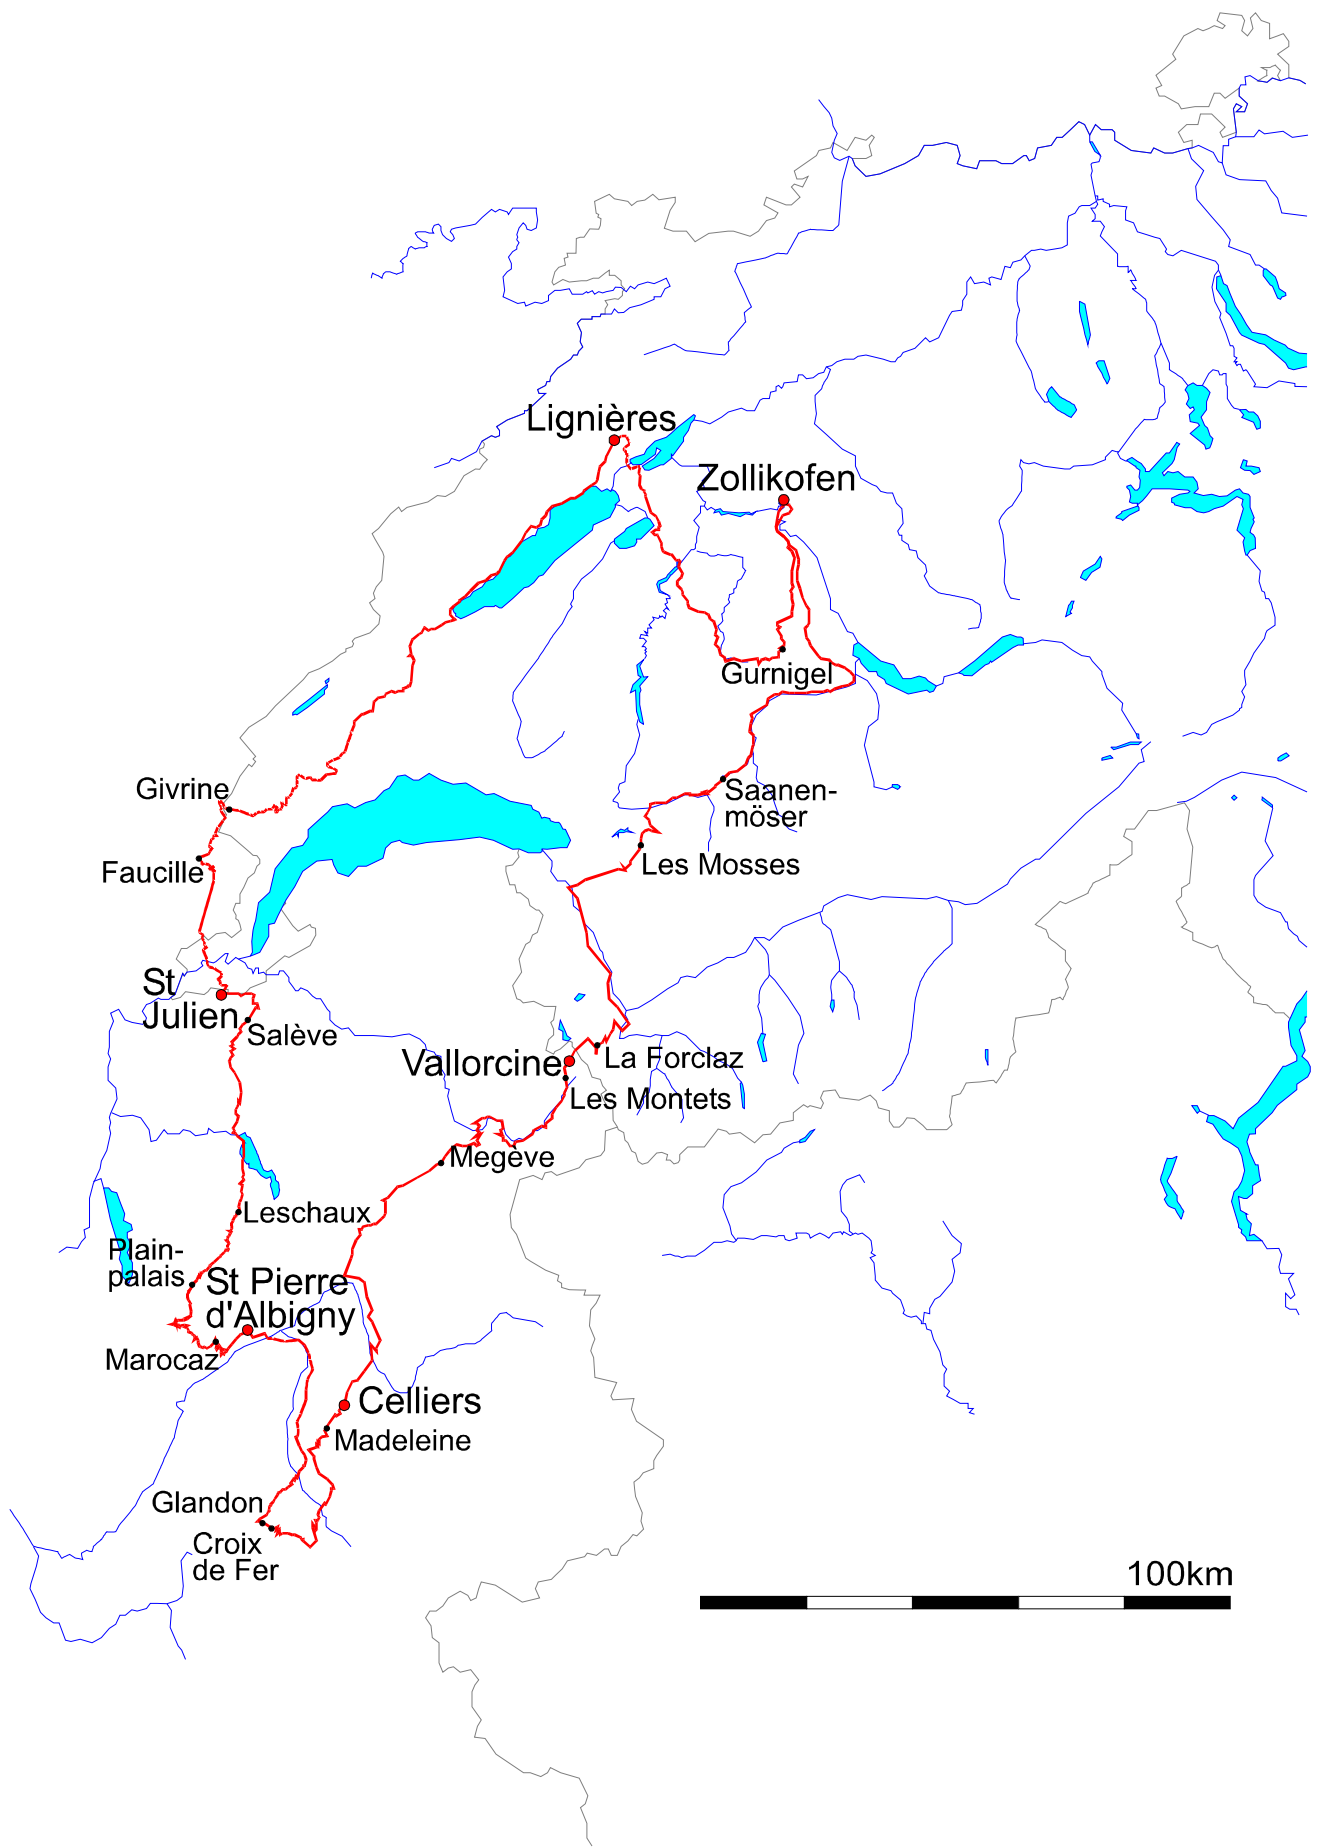 Lignières
Zollikofen
Gurnigel
Givrine
Saanen-
möser
Faucille
Les Mosses
St
Julien
Salève
Vallorcine
La Forclaz
Les Montets
Megève
Leschaux
Plain-
palais
St Pierre
d'Albigny
Marocaz
Celliers
Madeleine
Glandon
Croix
de Fer
100km